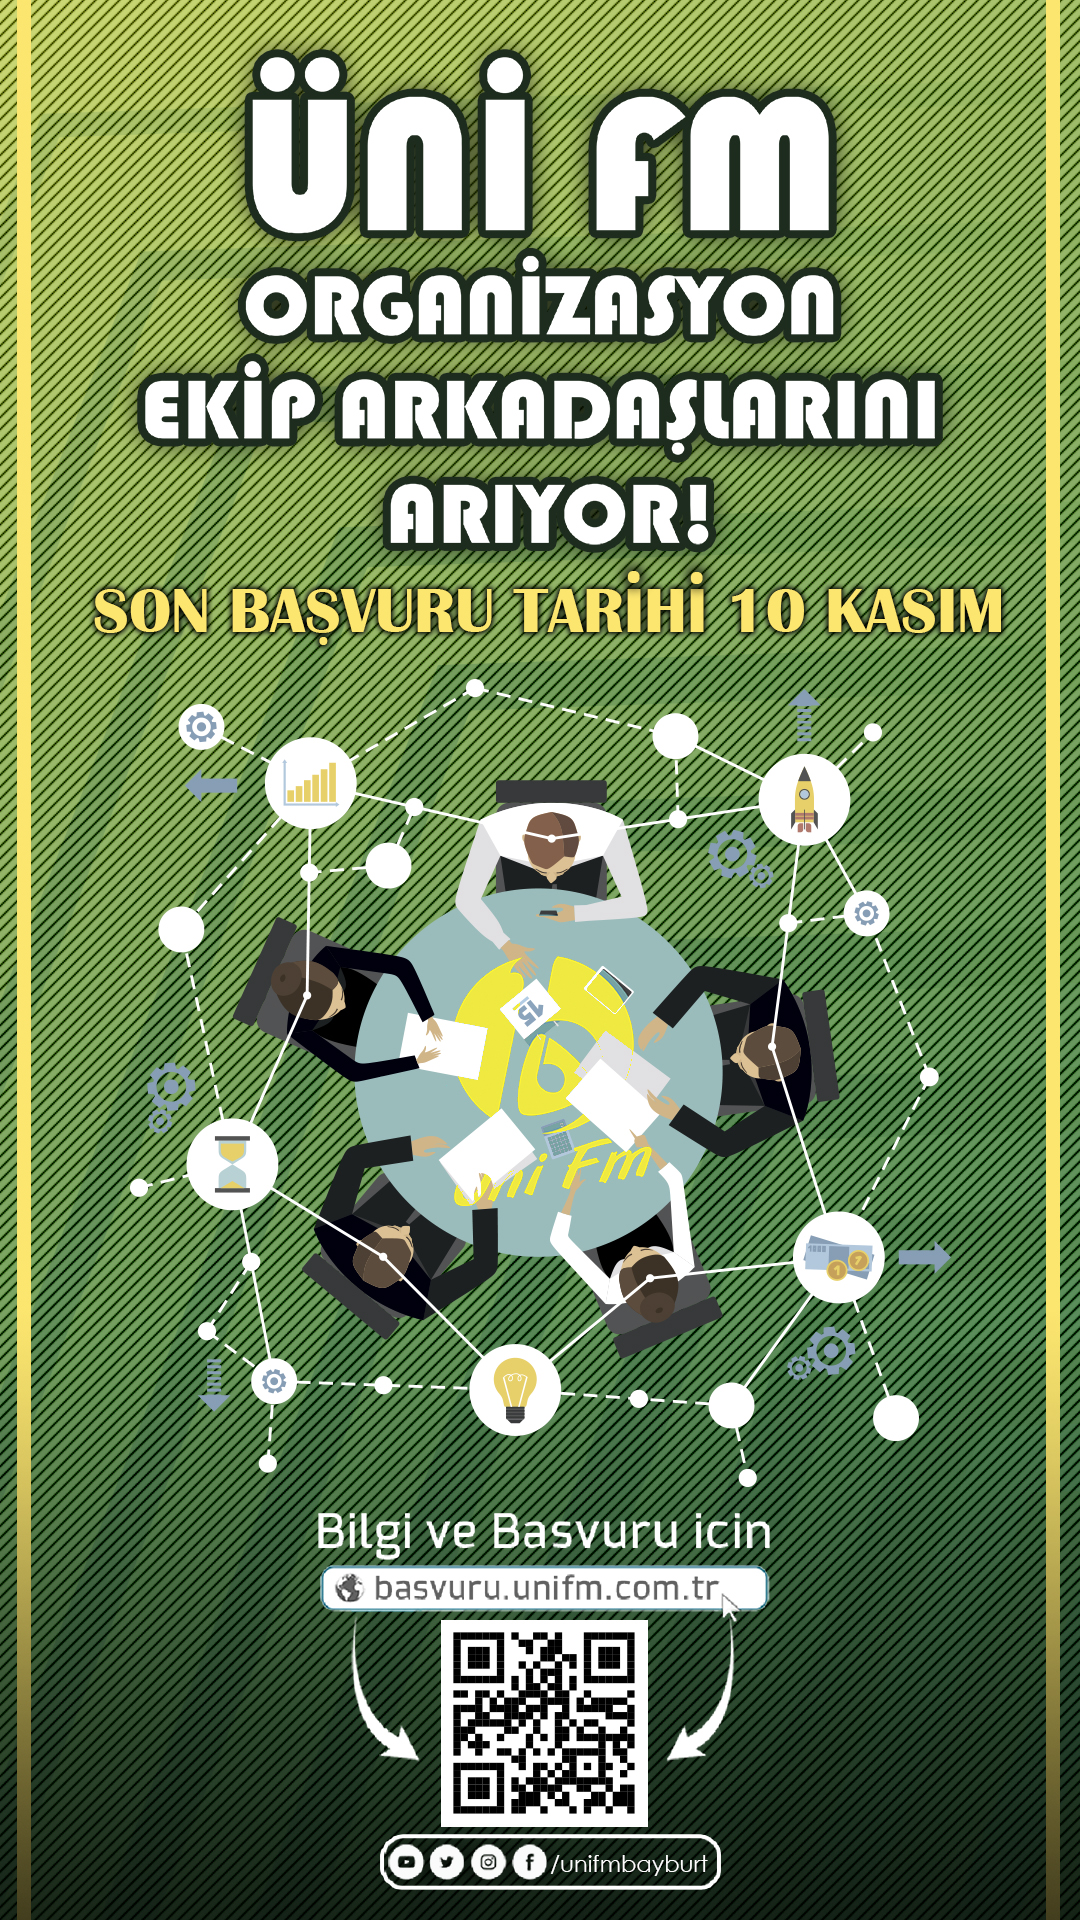 ÜNİ FM
ORGANİZASYON
EKİP ARKADAŞLARINI
ARIYOR!
SON BAŞVURU TARİHİ 10 KASIM
15
Üni Fm
Bilgi ve Basvuru icin
basvuru.unifm.com.tr
/unifmbayburt